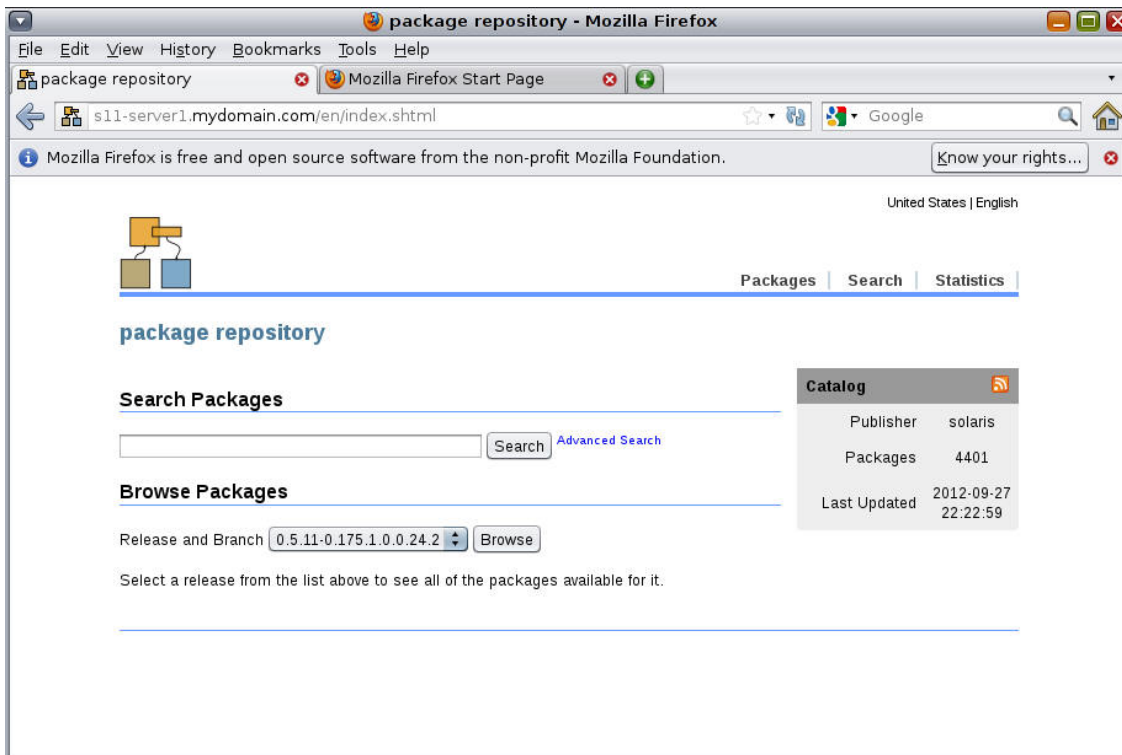 package repository - Mozilla Firefox
File Edit View History Bookmarks Tools Help
package repository Mozilla Firefox Start Page
s11-server1.mydomain.com/en/index.shtml Google
Mozilla Firefox is free and open source software from the non-profit Mozilla Foundation. Know your rights...
United States | English
Packages Search Statistics
package repository
Search Packages
Search Advanced Search
Browse Packages
Release and Branch 0.5.11-0.175.1.0.0.24.2 Browse
Select a release from the list above to see all of the packages available for it.
Catalog
Publisher solaris
Packages 4401
Last Updated 2012-09-27 22:22:59